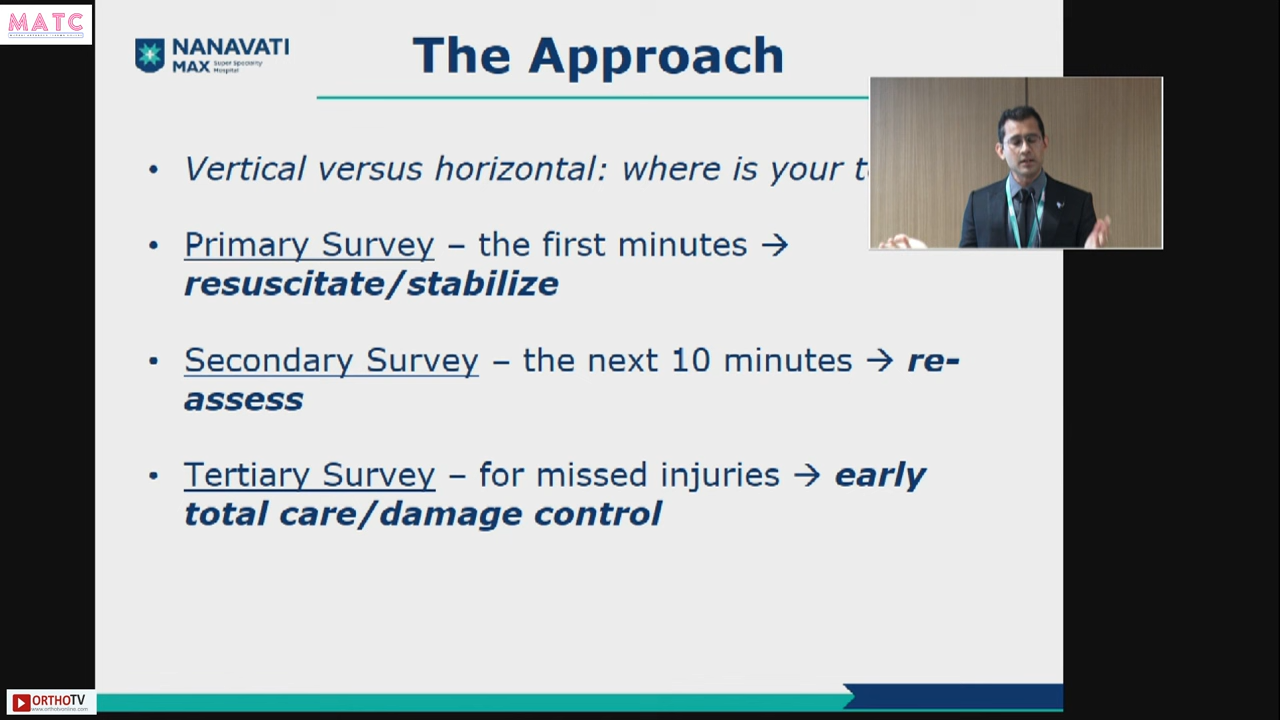 MATC
NANAVATI
MAX Super Speciality
Hospital
The Approach
• Vertical versus horizontal: where is your
• Primary Survey – the first minutes →
resuscitate/stabilize
• Secondary Survey – the next 10 minutes → re-
assess
• Tertiary Survey – for missed injuries → early
total care/damage control
ORTHOTV
www.orthotvonline.com